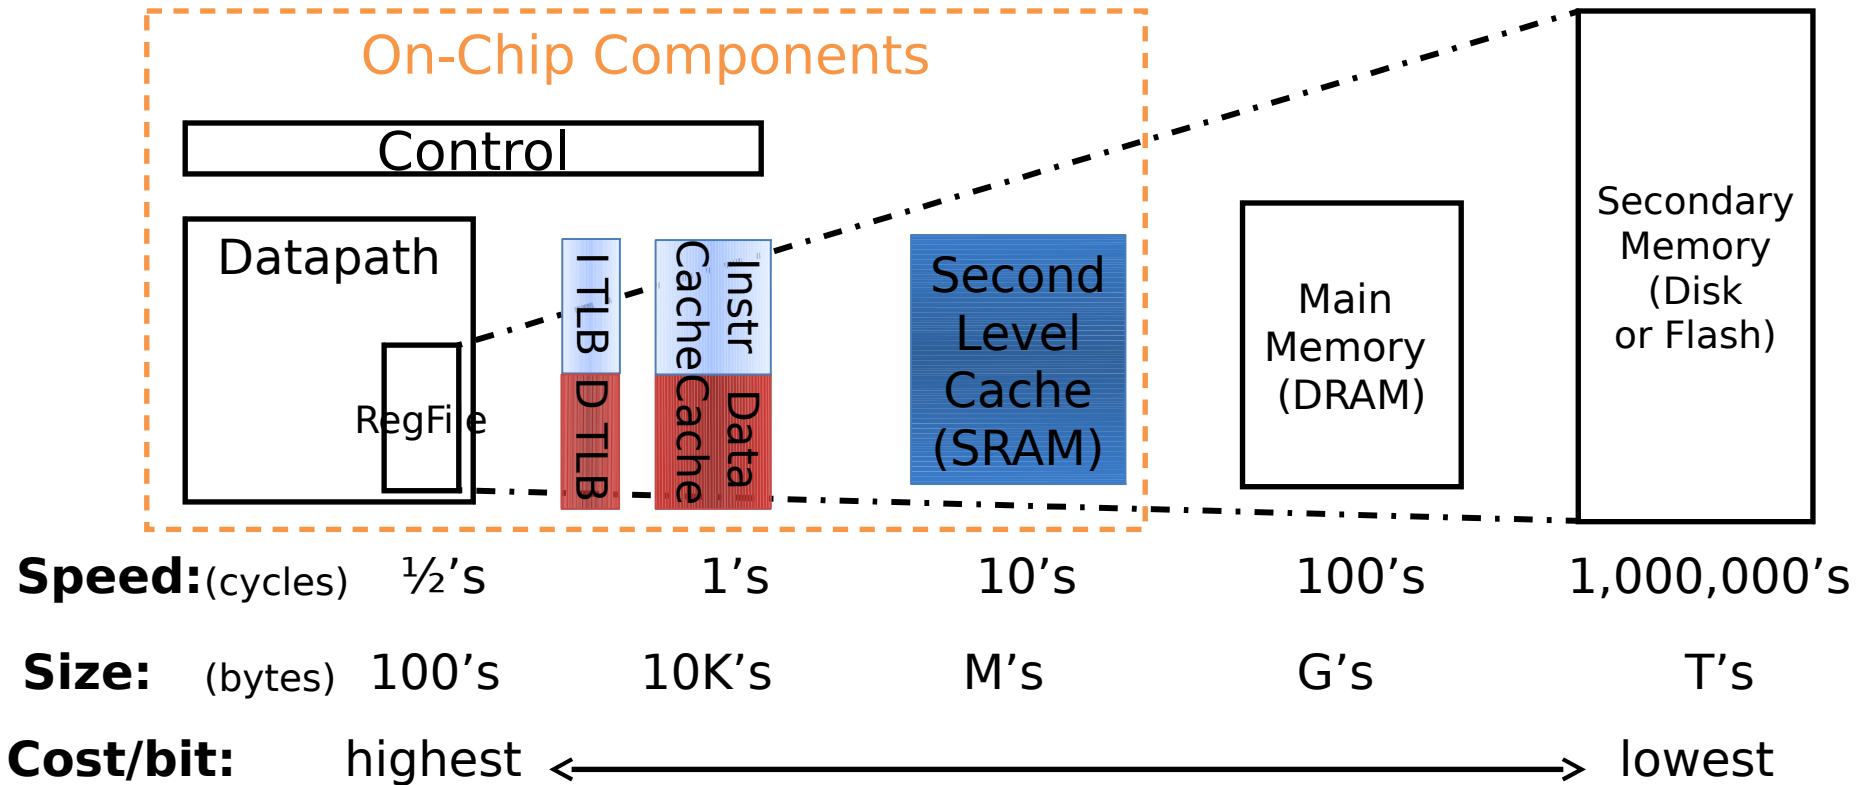 On-Chip Components
Control
Datapath
RegFile
I TLB
D TLB
Instr
Cache
Data
Cache
Second
Level
Cache
(SRAM)
Main
Memory
(DRAM)
Secondary
Memory
(Disk
or Flash)
Speed: (cycles) ½’s 1’s 10’s 100’s 1,000,000’s
Size: (bytes) 100’s 10K’s M’s G’s T’s
Cost/bit: highest lowest